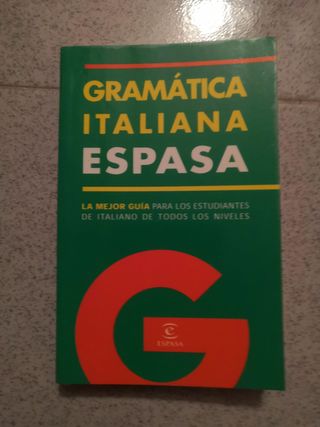 GRAMÁTICA
ITALIANA
ESPASA
LA MEJOR GUÍA PARA LOS ESTUDIANTES
DE ITALIANO DE TODOS LOS NIVELES
G
e
ESPASA